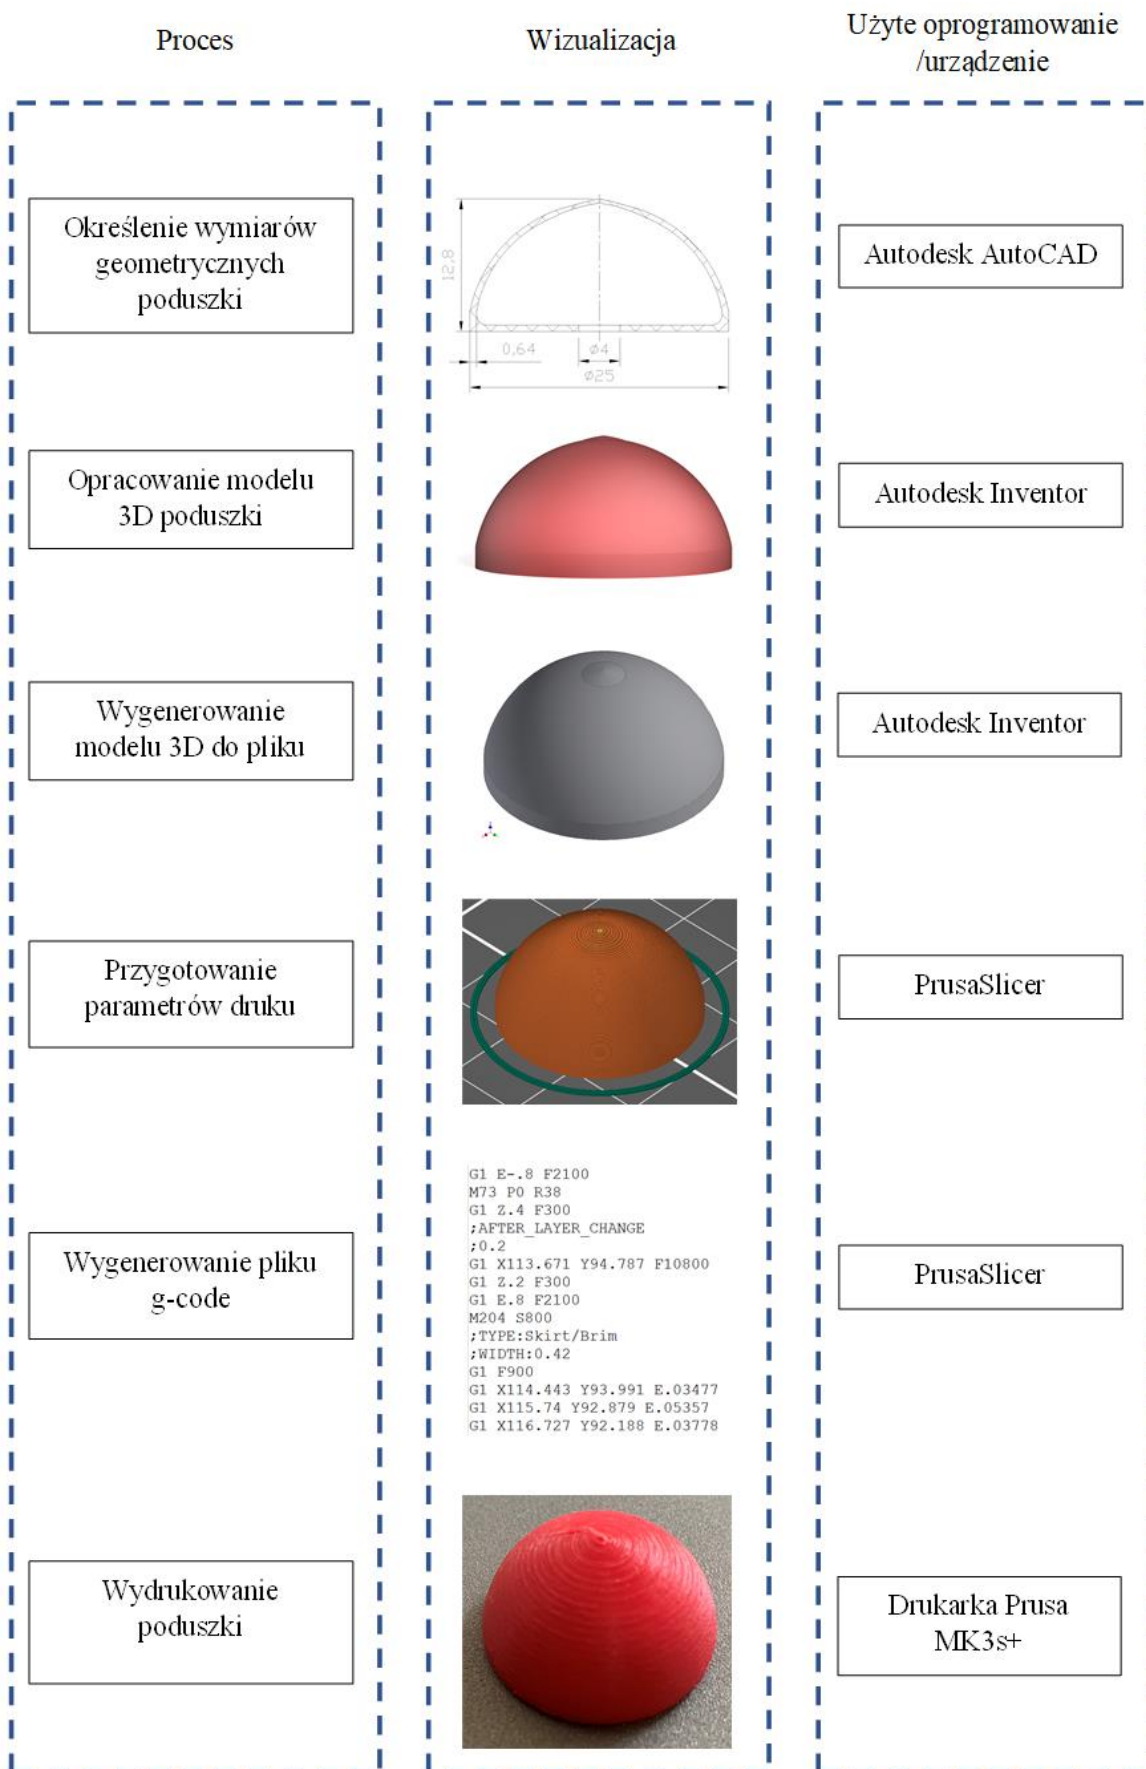 Proces
Wizualizacja
Użyte oprogramowanie
/urządzenie
Określenie wymiarów
geometrycznych
poduszki
12,8
0,64
⌀4
⌀25
Autodesk AutoCAD
Opracowanie modelu
3D poduszki
Autodesk Inventor
Wygenerowanie
modelu 3D do pliku
Autodesk Inventor
Przygotowanie
parametrów druku
PrusaSlicer
Wygenerowanie pliku
g-code
G1 E-.8 F2100
M73 P0 R38
G1 Z.4 F300
;AFTER_LAYER_CHANGE
;0.2
G1 X113.671 Y94.787 F10800
G1 Z.2 F300
G1 E.8 F2100
M204 S800
;TYPE:Skirt/Brim
;WIDTH:0.42
G1 F900
G1 X114.443 Y93.991 E.03477
G1 X115.74 Y92.879 E.05357
G1 X116.727 Y92.188 E.03778
PrusaSlicer
Wydrukowanie
poduszki
Drukarka Prusa
MK3s+